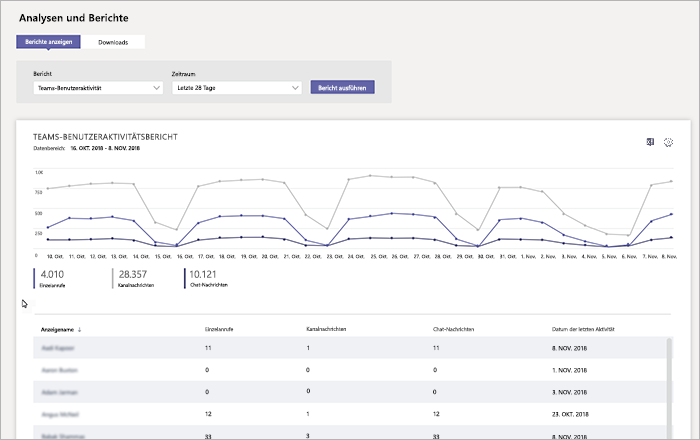 Analysen und Berichte
Berichte anzeigen Downloads
Bericht Zeitraum
Teams-Benutzeraktivität Letzte 28 Tage Bericht ausführen
TEAMS-BENUTZERAKTIVITÄTSBERICHT
Datenbereich: 16. OKT. 2018 - 8. NOV. 2018
1,0K
750
500
250
0
10. Okt. 11. Okt. 12. Okt. 13. Okt. 14. Okt. 15. Okt. 16. Okt. 17. Okt. 18. Okt. 19. Okt. 20. Okt. 21. Okt. 22. Okt. 23. Okt. 24. Okt. 25. Okt. 26. Okt. 27. Okt. 28. Okt. 29. Okt. 30. Okt. 31. Okt. 1. Nov. 2. Nov. 3. Nov. 4. Nov. 5. Nov. 6. Nov. 7. Nov. 8. Nov.
4.010 28.357 10.121
Einzelanrufe Kanalnachrichten Chat-Nachrichten
Anzeigename ↓ Einzelanrufe Kanalnachrichten Chat-Nachrichten Datum der letzten Aktivität
11 1 11 8. NOV. 2018
0 0 0 1. NOV. 2018
0 0 0 3. NOV. 2018
12 1 12 23. OKT. 2018
33 3 33 8. NOV. 2018